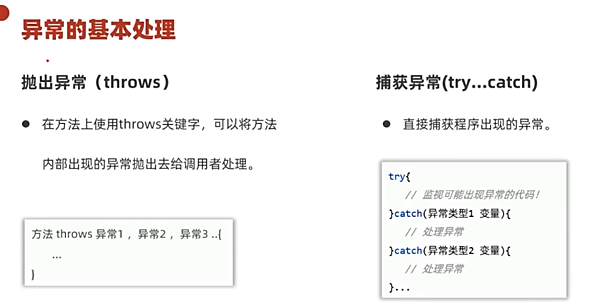 异常的基本处理
抛出异常（throws）
● 在方法上使用throws关键字，可以将方法
内部出现的异常抛出去给调用者处理。
方法 throws 异常1 ，异常2 ，异常3 ..{
...
}
捕获异常(try...catch)
● 直接捕获程序出现的异常。
try{
// 监视可能出现异常的代码！
}catch(异常类型1 变量){
// 处理异常
}catch(异常类型2 变量){
// 处理异常
}...